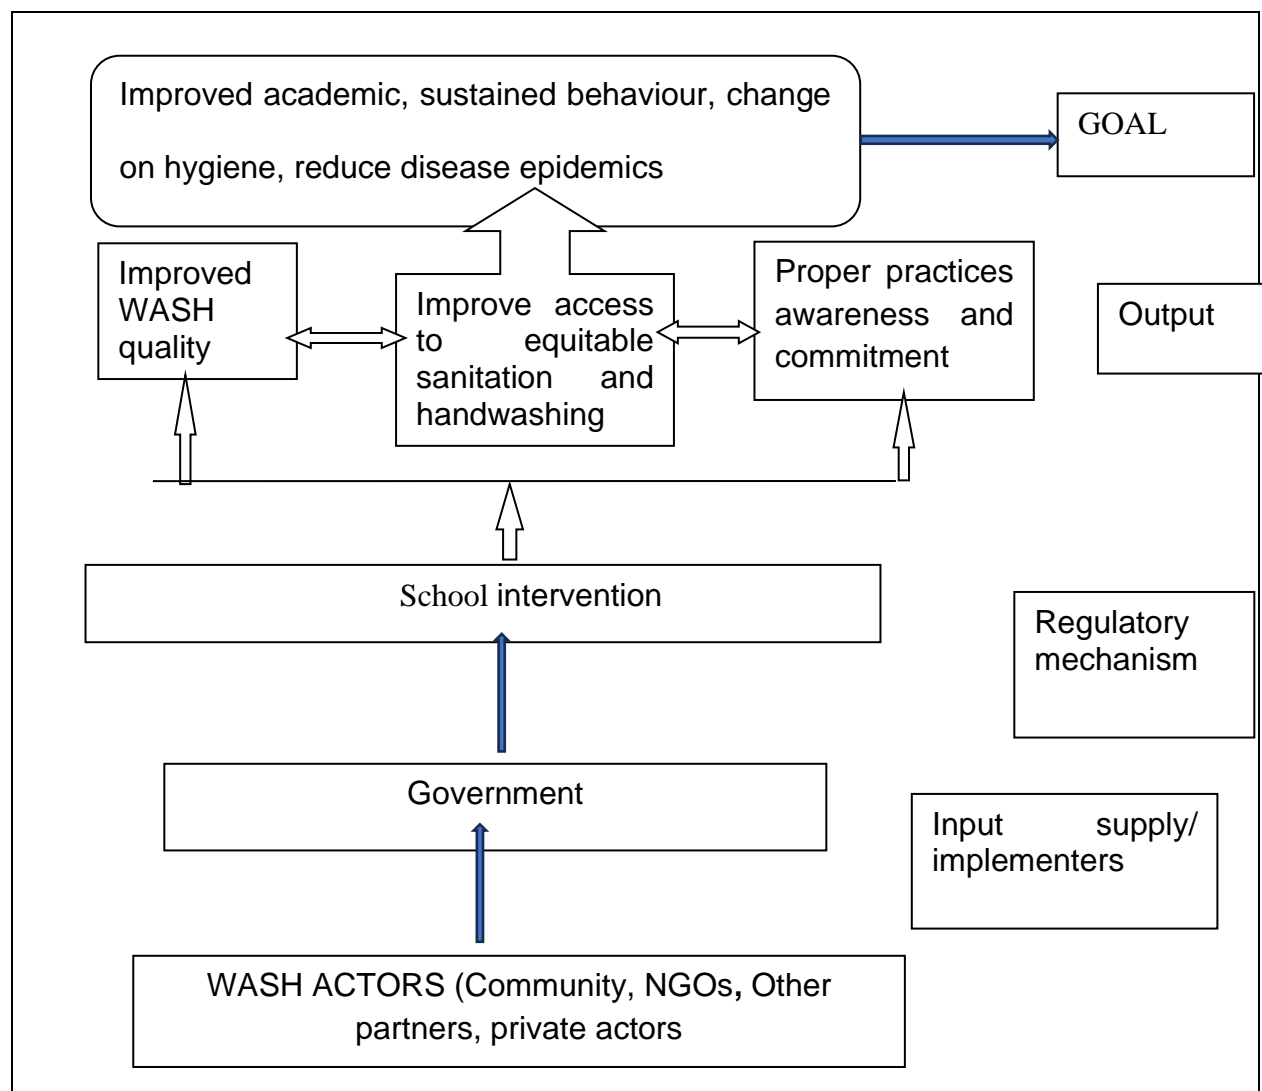 Improved academic, sustained behaviour, change
on hygiene, reduce disease epidemics
GOAL
Improved
WASH
quality
Improve access
to equitable
sanitation and
handwashing
Proper practices
awareness and
commitment
Output
School intervention
Regulatory
mechanism
Government
Input supply/
implementers
WASH ACTORS (Community, NGOs, Other
partners, private actors